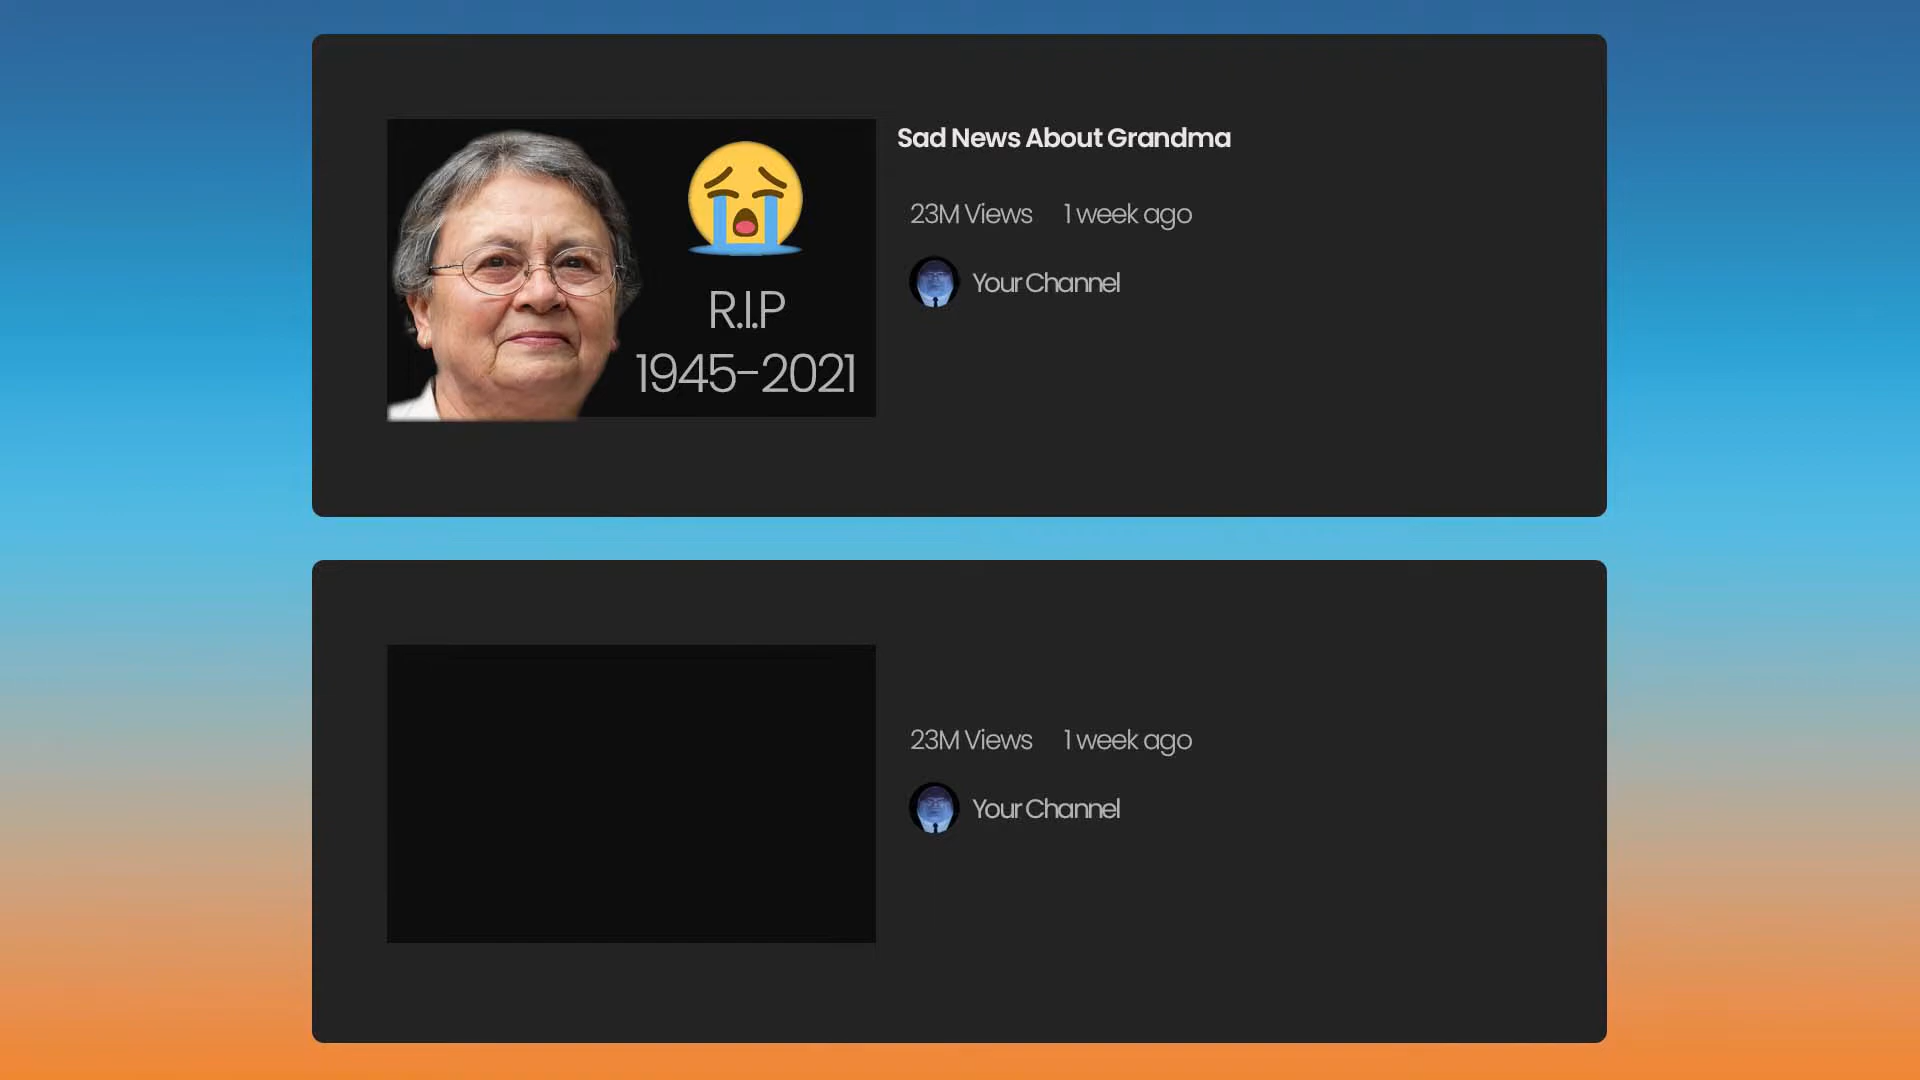 Sad News About Grandma
23M Views 1 week ago
Your Channel
R.I.P
1945-2021
23M Views 1 week ago
Your Channel